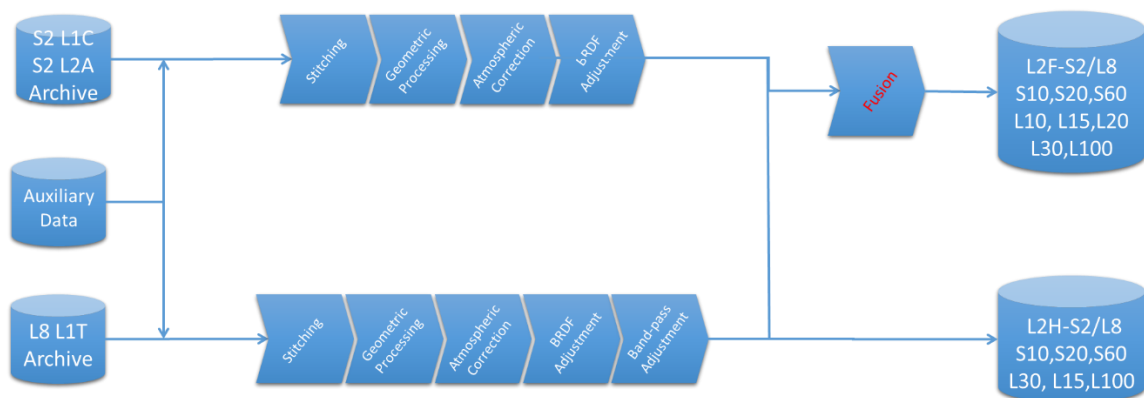 S2 L1C
S2 L2A
Archive
Stitching
Geometric
Processing
Atmospheric
Correction
bRDF
Adjustment
Fusion
L2F-S2/L8
S10,S20,S60
L10, L15,L20
L30,L100
Auxiliary
Data
L8 L1T
Archive
Stitching
Geometric
Processing
Atmospheric
Correction
BRDF
Adjustment
Band-pass
Adjustment
L2H-S2/L8
S10,S20,S60
L30, L15,L100